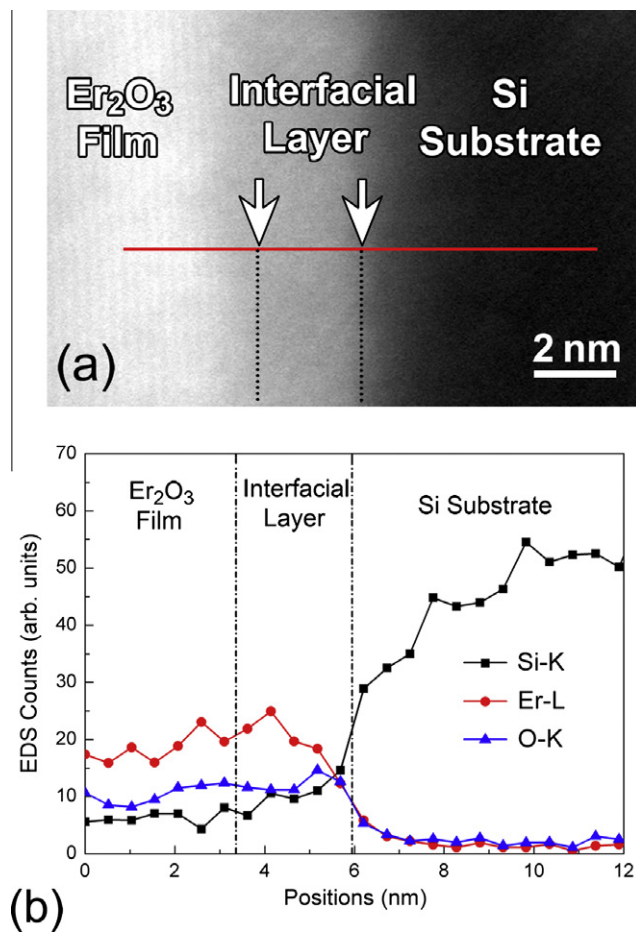 Er₂O₃ Film
Interfacial Layer
Si Substrate
2 nm
(a)
70
60
50
40
30
20
10
0
EDS Counts (arb. units)
Er₂O₃ Film
Interfacial Layer
Si Substrate
Si-K
Er-L
O-K
0 2 4 6 8 10 12
Positions (nm)
(b)